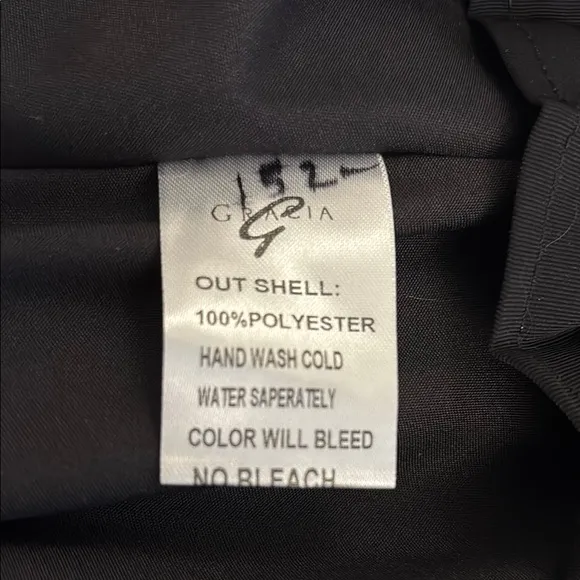 152-
GRACIA
G
OUT SHELL:
100%POLYESTER
HAND WASH COLD
WATER SAPERATELY
COLOR WILL BLEED
NO BLEACH